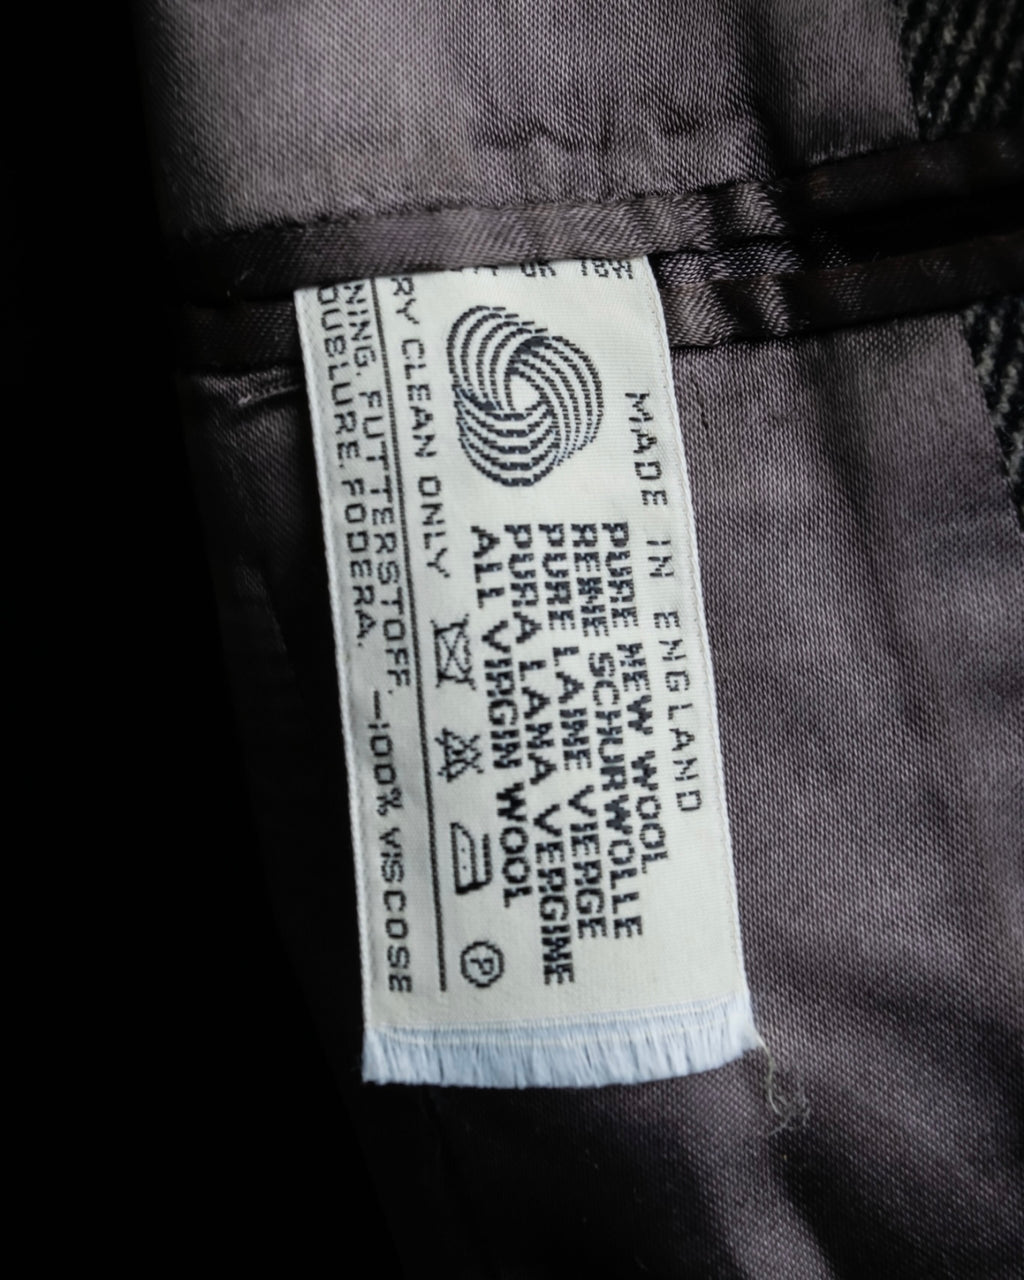 MADE IN ENGLAND
PURE NEW WOOL
REINE SCHURWOLLE
PURE LAINE VIERGE
PURA LANA VERGINE
ALL VIRGIN WOOL
RY CLEAN ONLY
P
NING. FUTTERSTOFF. —100% VISCOSE
OUBLURE. FODERA.